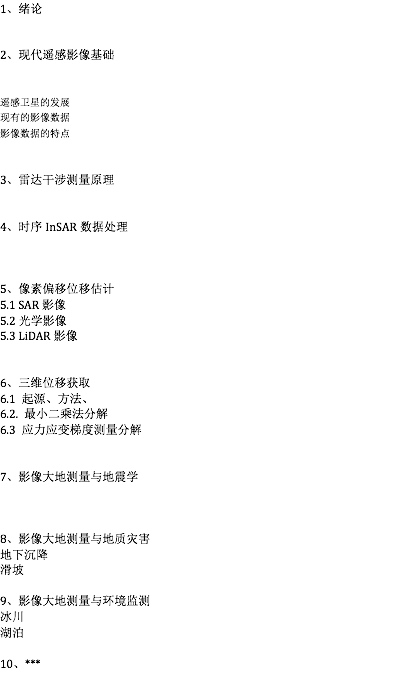 1、绪论
2、现代遥感影像基础
遥感卫星的发展
现有的影像数据
影像数据的特点
3、雷达干涉测量原理
4、时序 InSAR 数据处理
5、像素偏移位移估计
5.1 SAR 影像
5.2 光学影像
5.3 LiDAR 影像
6、三维位移获取
6.1 起源、方法、
6.2. 最小二乘法分解
6.3 应力应变梯度测量分解
7、影像大地测量与地震学
8、影像大地测量与地质灾害
地下沉降
滑坡
9、影像大地测量与环境监测
冰川
湖泊
10、***